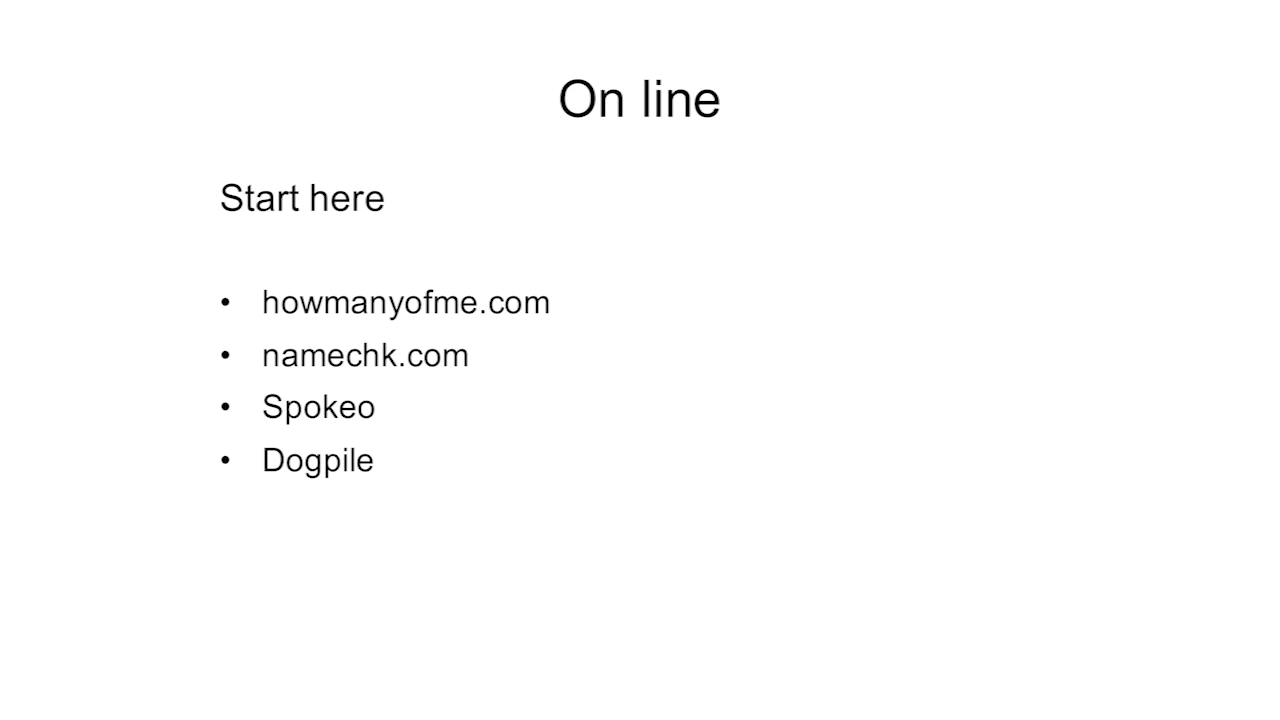 On line
Start here
• howmanyofme.com
• namechk.com
• Spokeo
• Dogpile